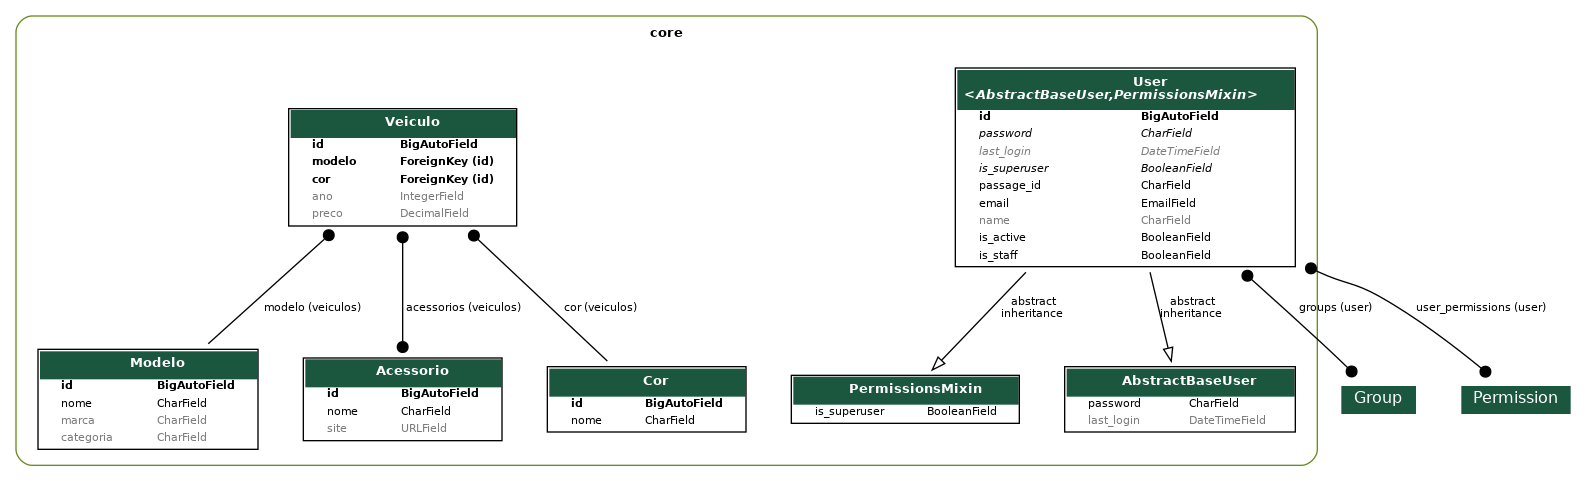 core
User
<AbstractBaseUser,PermissionsMixin>
id BigAutoField
password CharField
last_login DateTimeField
is_superuser BooleanField
passage_id CharField
email EmailField
name CharField
is_active BooleanField
is_staff BooleanField
Veiculo
id BigAutoField
modelo ForeignKey (id)
cor ForeignKey (id)
ano IntegerField
preco DecimalField
modelo (veiculos)
acessorios (veiculos)
cor (veiculos)
abstract
inheritance
abstract
inheritance
groups (user)
user_permissions (user)
Modelo
id BigAutoField
nome CharField
marca CharField
categoria CharField
Acessorio
id BigAutoField
nome CharField
site URLField
Cor
id BigAutoField
nome CharField
PermissionsMixin
is_superuser BooleanField
AbstractBaseUser
password CharField
last_login DateTimeField
Group
Permission